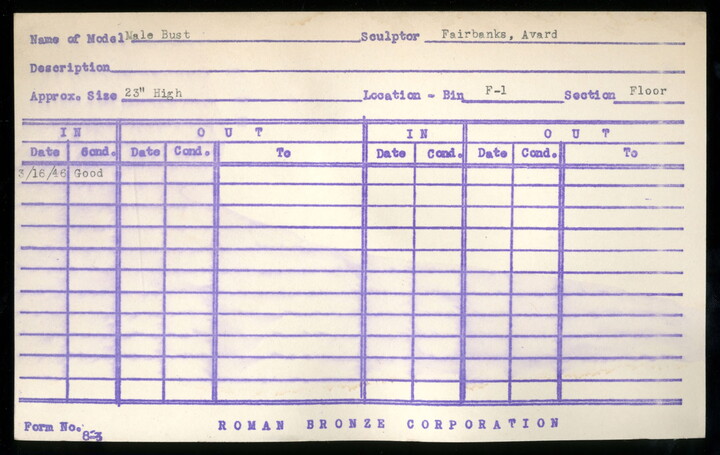 Name of Model Male Bust Sculptor Fairbanks, Avard
Description
Approx. Size 23" High Location - Bin F-1 Section Floor
IN OUT IN OUT
Date Cond. Date Cond. To Date Cond. Date Cond. To
3/16/46 Good
Form No. 8-3 ROMAN BRONZE CORPORATION